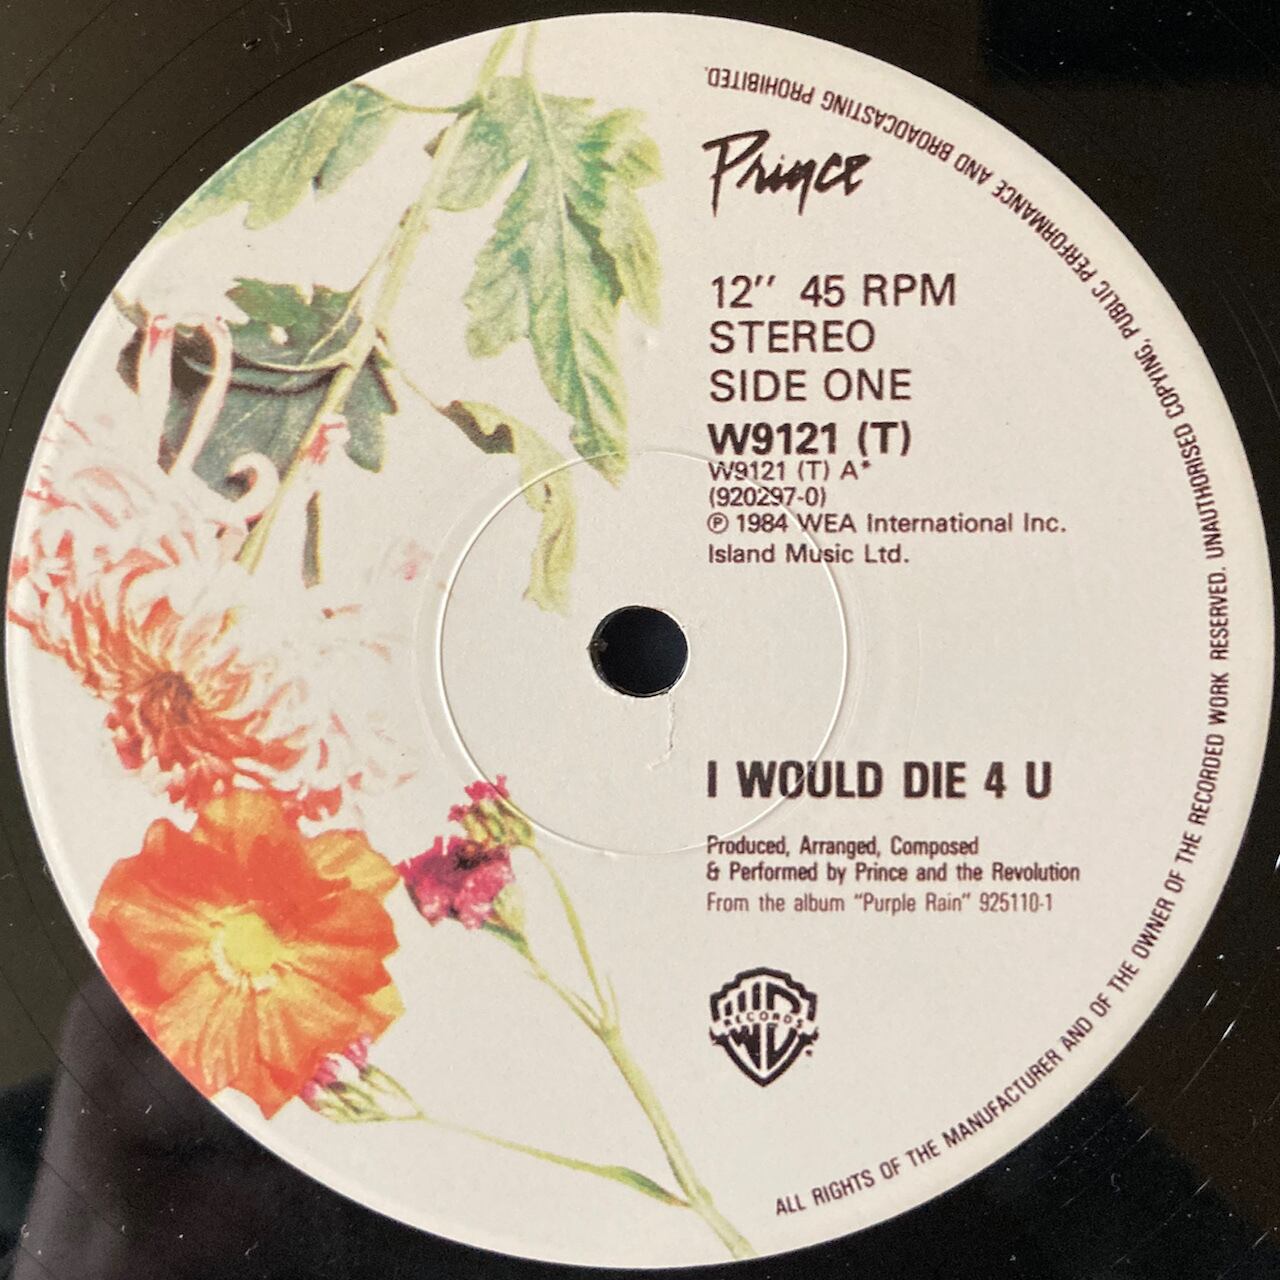 Prince
12″ 45 RPM
STEREO
SIDE ONE
W9121 (T)
W9121 (T) A*
(920297-0)
℗ 1984 WEA International Inc.
Island Music Ltd.
I WOULD DIE 4 U
Produced, Arranged, Composed
& Performed by Prince and the Revolution
From the album “Purple Rain” 925110-1
WB RECORDS
ALL RIGHTS OF THE MANUFACTURER AND OF THE OWNER OF THE RECORDED WORK RESERVED. UNAUTHORISED COPYING, PUBLIC PERFORMANCE AND BROADCASTING PROHIBITED.